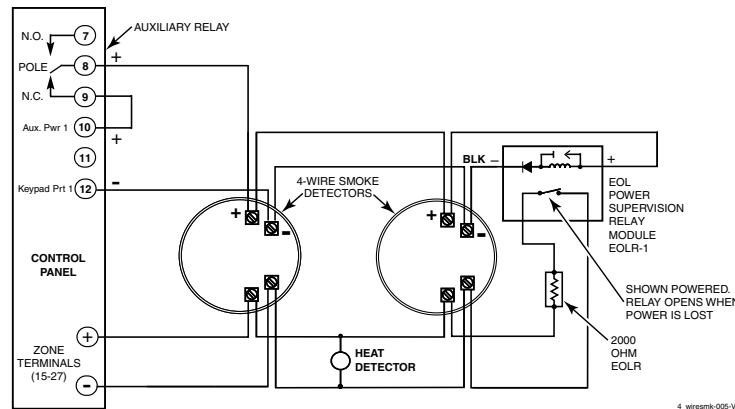 N.O.
7
AUXILIARY RELAY
+
POLE
8
N.C.
9
Aux. Pwr 1
10
+
11
Keypad Prt 1
12
-
4-WIRE SMOKE
DETECTORS
+
-
+
-
BLK
–
+
EOL
POWER
SUPERVISION
RELAY
MODULE
EOLR-1
CONTROL
PANEL
SHOWN POWERED.
RELAY OPENS WHEN
POWER IS LOST
+
ZONE
TERMINALS
(15-27)
-
HEAT
DETECTOR
2000
OHM
EOLR